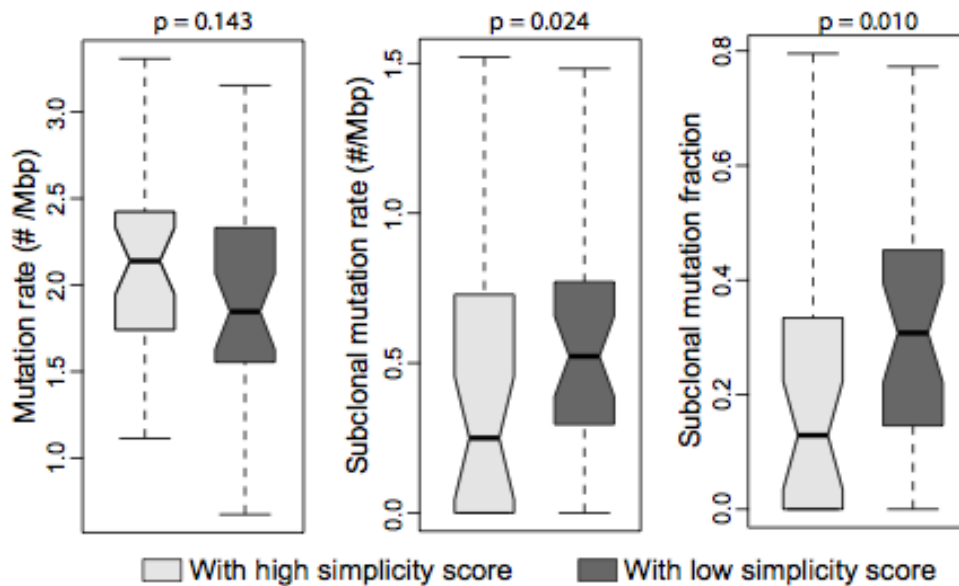 p = 0.143
p = 0.024
p = 0.010
Mutation rate (# /Mbp)
3.0
2.5
2.0
1.5
1.0
Subclonal mutation rate (#/Mbp)
1.5
1.0
0.5
0.0
Subclonal mutation fraction
0.8
0.6
0.4
0.2
0.0
With high simplicity score
With low simplicity score